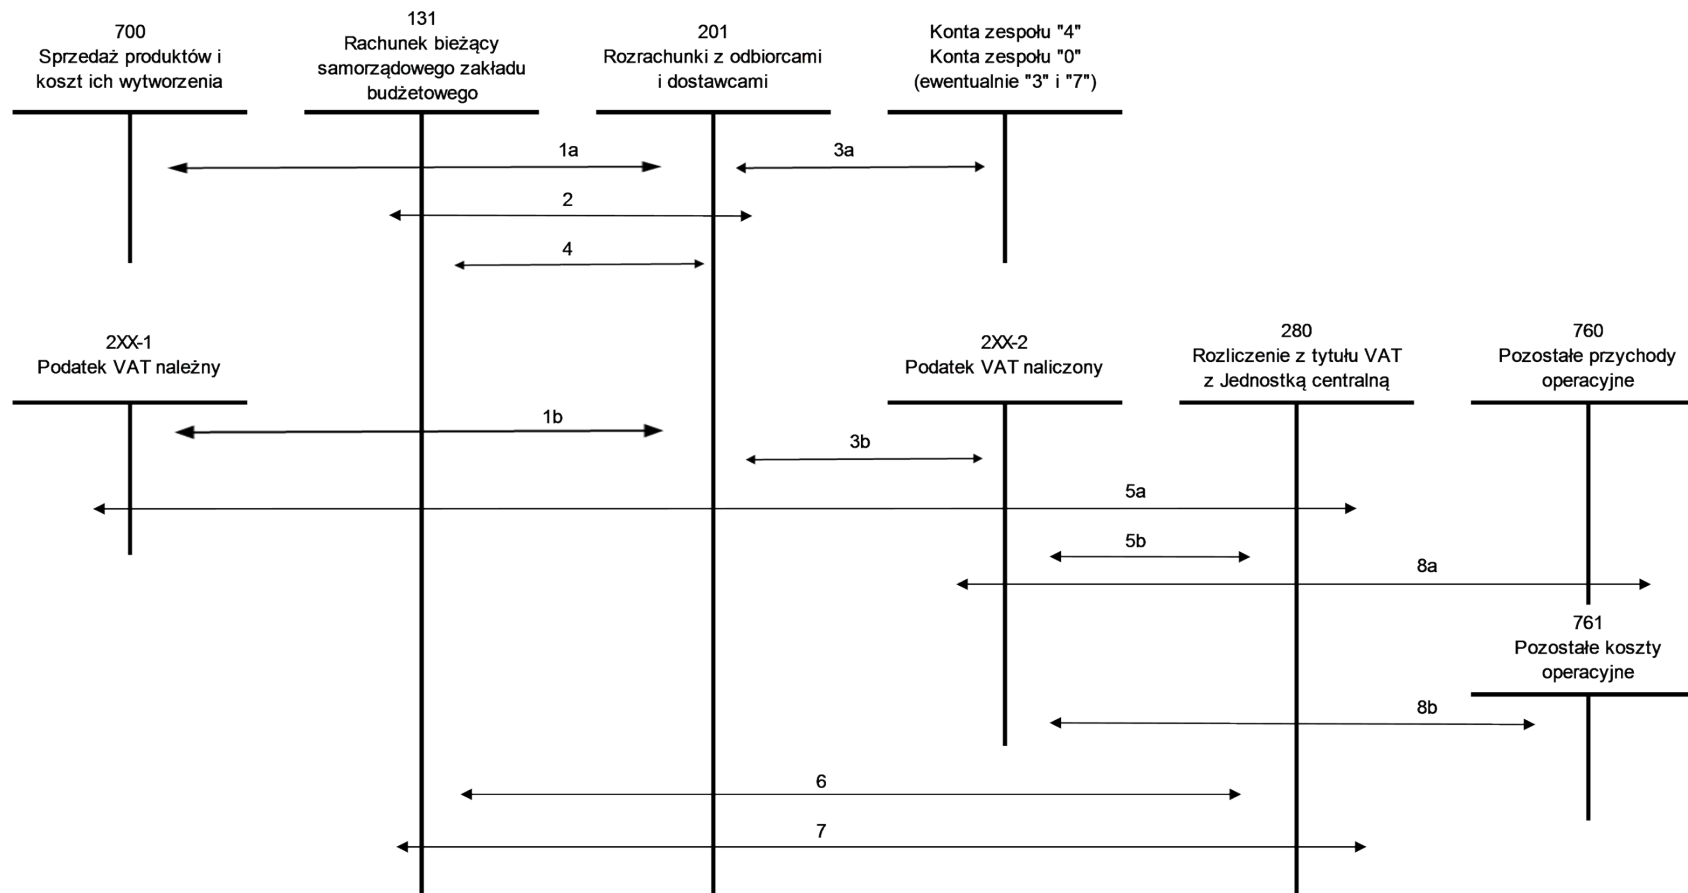 700
Sprzedaż produktów i
koszt ich wytworzenia
131
Rachunek bieżący
samorządowego zakładu
budżetowego
201
Rozrachunki z odbiorcami
i dostawcami
Konta zespołu "4"
Konta zespołu "0"
(ewentualnie "3" i "7")
1a
3a
2
4
2XX-1
Podatek VAT należny
2XX-2
Podatek VAT naliczony
280
Rozliczenie z tytułu VAT
z Jednostką centralną
760
Pozostałe przychody
operacyjne
1b
3b
5a
5b
8a
761
Pozostałe koszty
operacyjne
8b
6
7